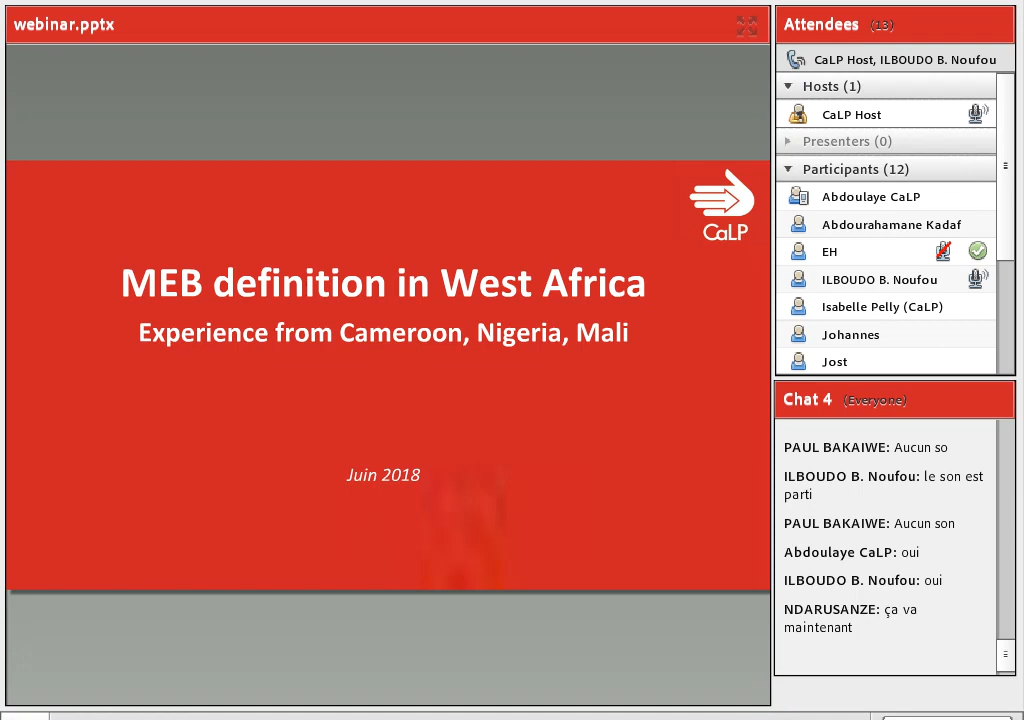 webinar.pptx
CaLP
MEB definition in West Africa
Experience from Cameroon, Nigeria, Mali
Juin 2018
Attendees (13)
CaLP Host, ILBOUDO B. Noufou
Hosts (1)
CaLP Host
Presenters (0)
Participants (12)
Abdoulaye CaLP
Abdourahamane Kadaf
EH
ILBOUDO B. Noufou
Isabelle Pelly (CaLP)
Johannes
Jost
Chat 4 (Everyone)
PAUL BAKAIWE: Aucun so
ILBOUDO B. Noufou: le son est
parti
PAUL BAKAIWE: Aucun son
Abdoulaye CaLP: oui
ILBOUDO B. Noufou: oui
NDARUSANZE: ça va
maintenant